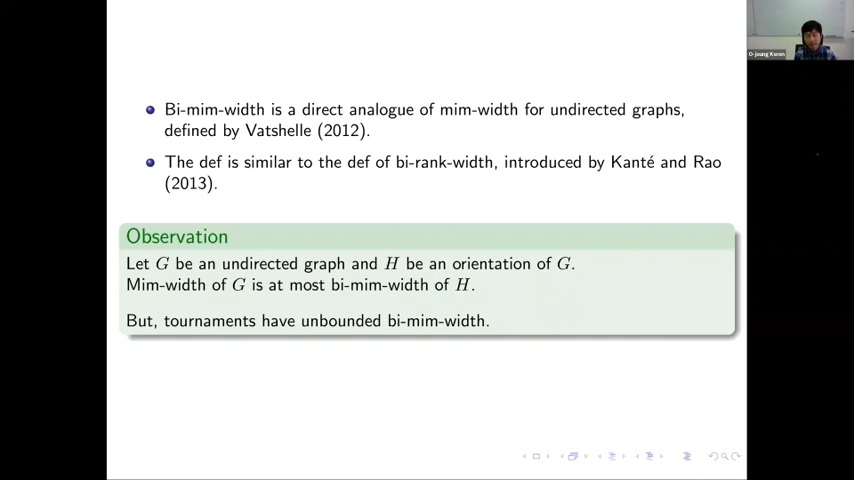 Bi-mim-width is a direct analogue of mim-width for undirected graphs,
defined by Vatshelle (2012).
The def is similar to the def of bi-rank-width, introduced by Kanté and Rao
(2013).
Observation
Let G be an undirected graph and H be an orientation of G.
Mim-width of G is at most bi-mim-width of H.
But, tournaments have unbounded bi-mim-width.
O-joung Kwon